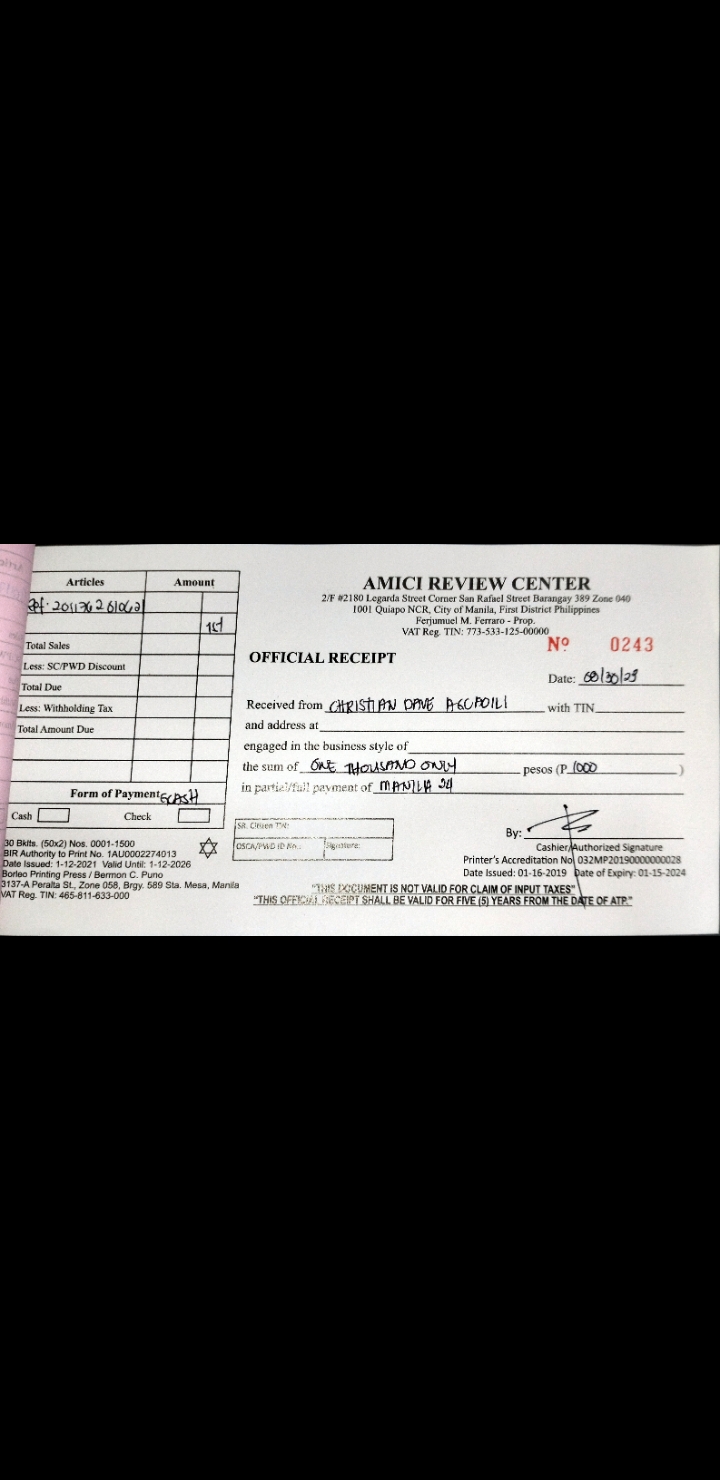 Articles Amount
Ref: 2011762610621
1st
Total Sales
Less: SC/PWD Discount
Total Due
Less: Withholding Tax
Total Amount Due
Form of Payment GCASH
Cash Check
30 Bklts. (50x2) Nos. 0001-1500
BIR Authority to Print No. 1AU0002274013
Date Issued: 1-12-2021 Valid Until: 1-12-2026
Borleo Printing Press / Bermon C. Puno
3137-A Peralta St., Zone 058, Brgy. 589 Sta. Mesa, Manila
VAT Reg. TIN: 465-811-633-000
AMICI REVIEW CENTER
2/F #2180 Legarda Street Corner San Rafael Street Barangay 389 Zone 040
1001 Quiapo NCR, City of Manila, First District Philippines
Ferjumuel M. Ferraro - Prop.
VAT Reg. TIN: 773-533-125-00000
Nº 0243
OFFICIAL RECEIPT
Date: 08/30/23
Received from CHRISTIAN DAVE AGCAOILI with TIN
and address at
engaged in the business style of
the sum of ONE THOUSAND ONLY pesos (P 1000 )
in partial/full payment of MANILA 24
SR. Citizen TIN:
OSCA/PWD ID No.: Signature:
By:
Cashier/Authorized Signature
Printer's Accreditation No. 032MP20190000000028
Date Issued: 01-16-2019 Date of Expiry: 01-15-2024
"THIS DOCUMENT IS NOT VALID FOR CLAIM OF INPUT TAXES"
"THIS OFFICIAL RECEIPT SHALL BE VALID FOR FIVE (5) YEARS FROM THE DATE OF ATP."